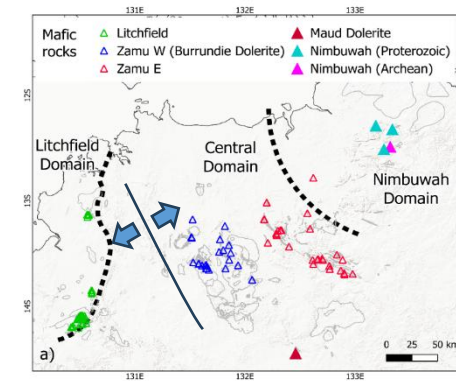 131E 132E 133E
Mafic rocks
Litchfield
Zamu W (Burrundie Dolerite)
Zamu E
Maud Dolerite
Nimbuwah (Proterozoic)
Nimbuwah (Archean)
12S
Litchfield Domain
Central Domain
Nimbuwah Domain
13S
14S
a)
0 25 50 km
131E 132E 133E